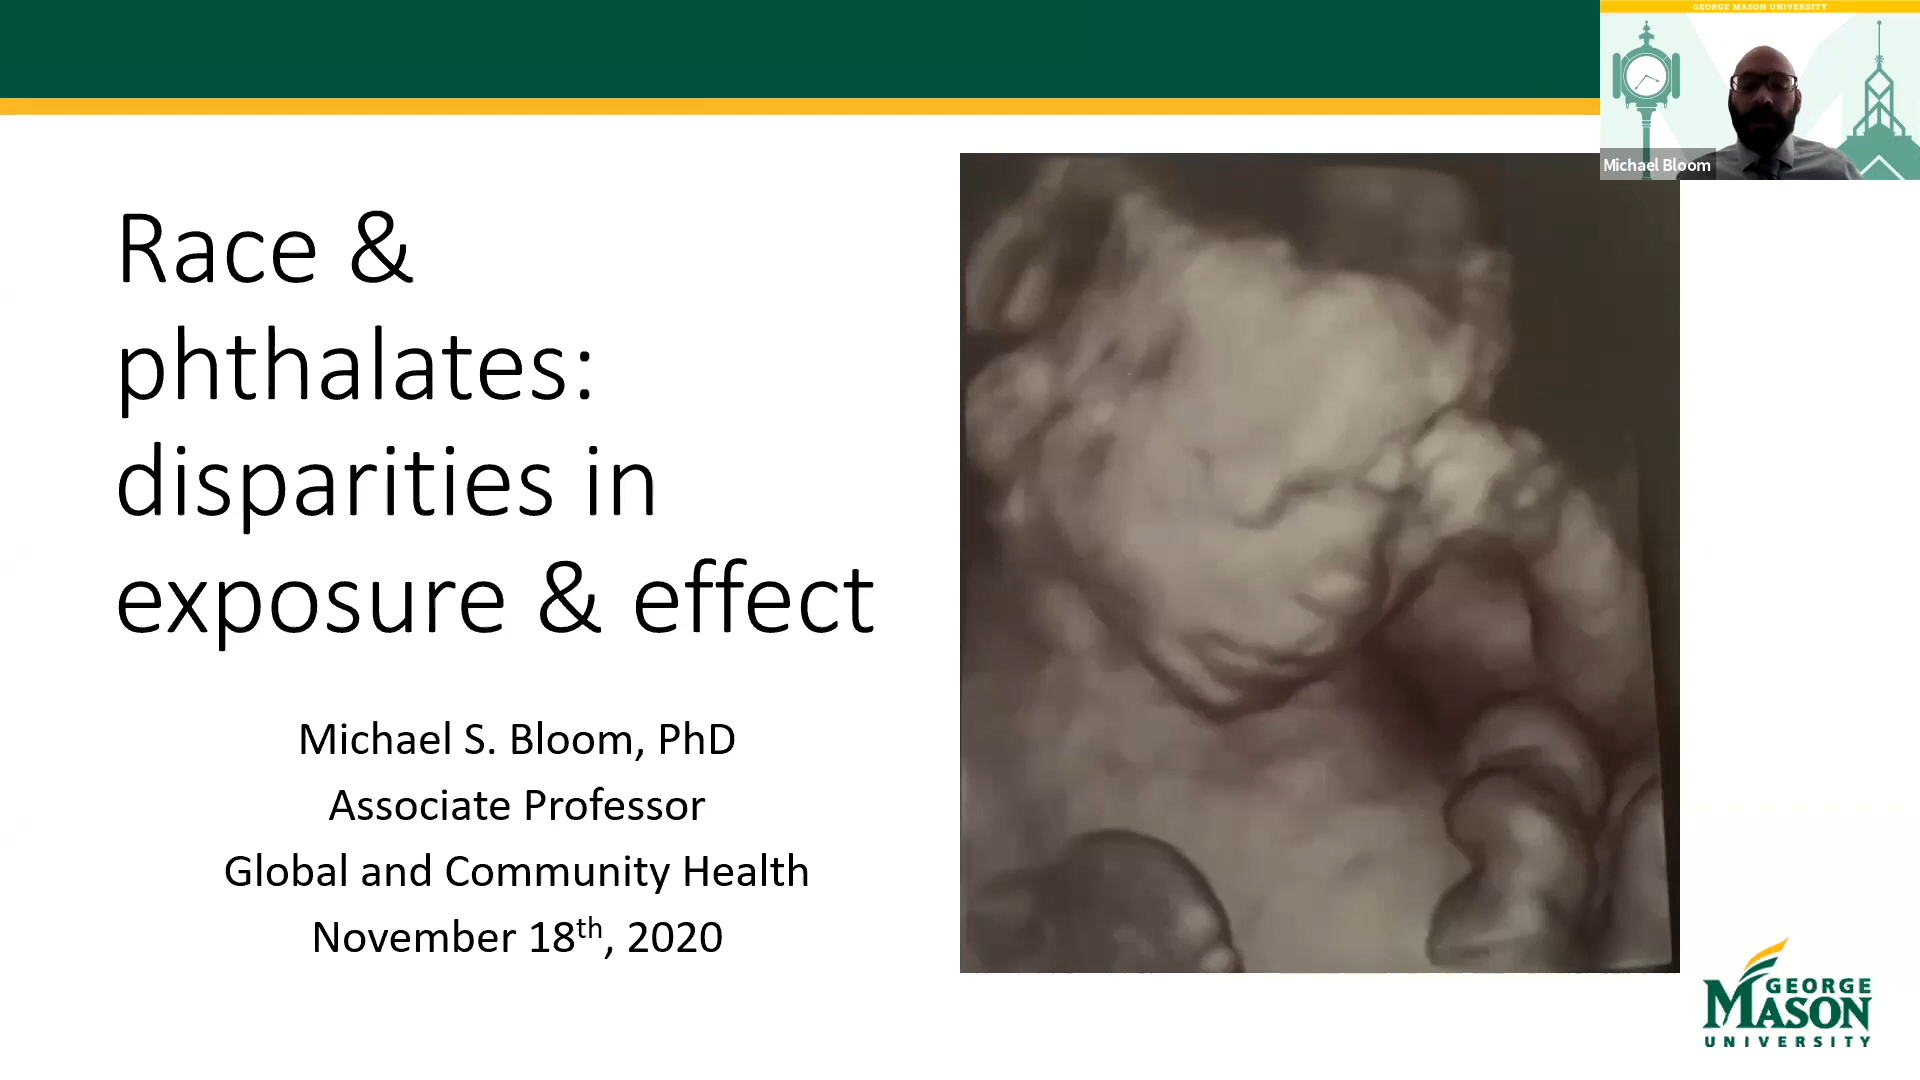 GEORGE MASON UNIVERSITY
Michael Bloom
Race &
phthalates:
disparities in
exposure & effect
Michael S. Bloom, PhD
Associate Professor
Global and Community Health
November 18th, 2020
GEORGE
MASON
UNIVERSITY